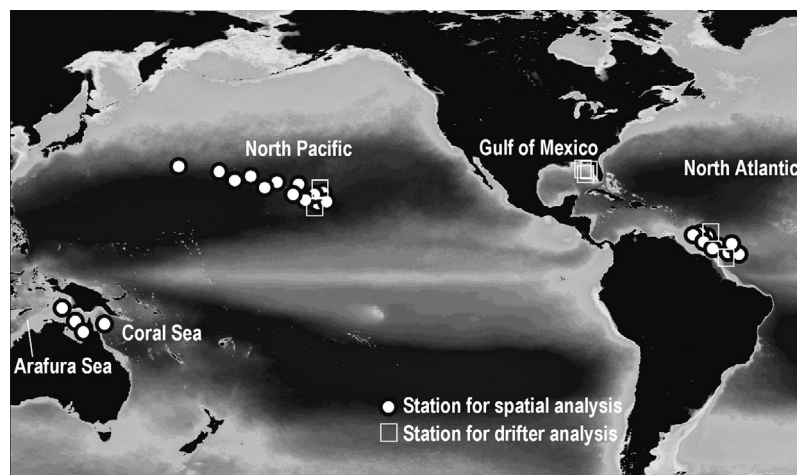 North Pacific
Gulf of Mexico
North Atlantic
Coral Sea
Arafura Sea
Station for spatial analysis
Station for drifter analysis